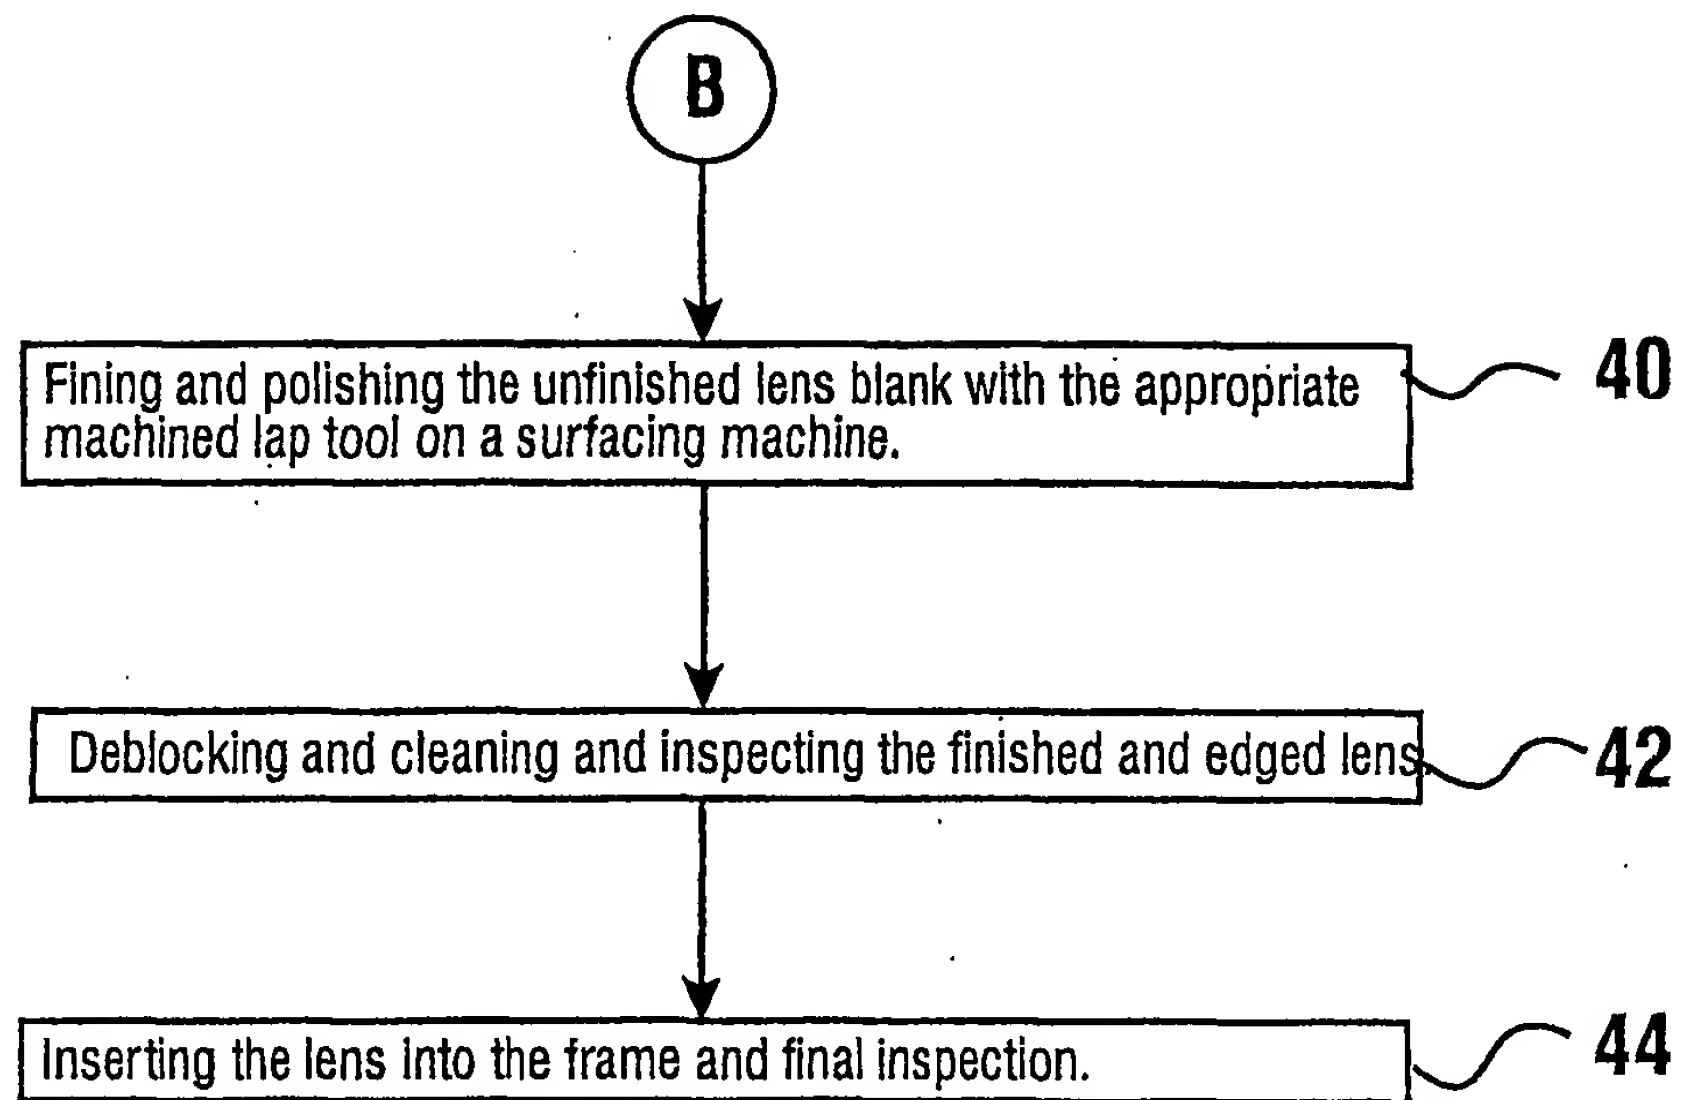 B
Fining and polishing the unfinished lens blank with the appropriate
machined lap tool on a surfacing machine.
40
Deblocking and cleaning and inspecting the finished and edged lens.
42
Inserting the lens into the frame and final inspection.
44